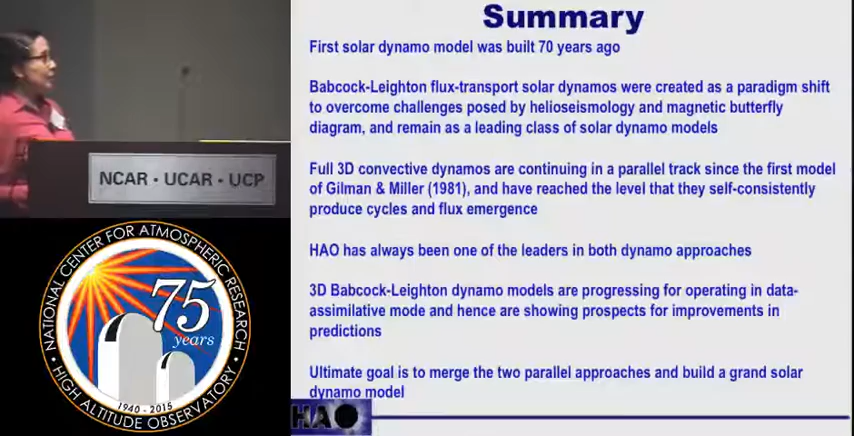 Summary
First solar dynamo model was built 70 years ago
Babcock-Leighton flux-transport solar dynamos were created as a paradigm shift
to overcome challenges posed by helioseismology and magnetic butterfly
diagram, and remain as a leading class of solar dynamo models
Full 3D convective dynamos are continuing in a parallel track since the first model
of Gilman & Miller (1981), and have reached the level that they self-consistently
produce cycles and flux emergence
HAO has always been one of the leaders in both dynamo approaches
3D Babcock-Leighton dynamo models are progressing for operating in data-
assimilative mode and hence are showing prospects for improvements in
predictions
Ultimate goal is to merge the two parallel approaches and build a grand solar
dynamo model
HAO
NCAR • UCAR • UCP
NATIONAL CENTER FOR ATMOSPHERIC RESEARCH
75
years
1940 - 2015
HIGH ALTITUDE OBSERVATORY